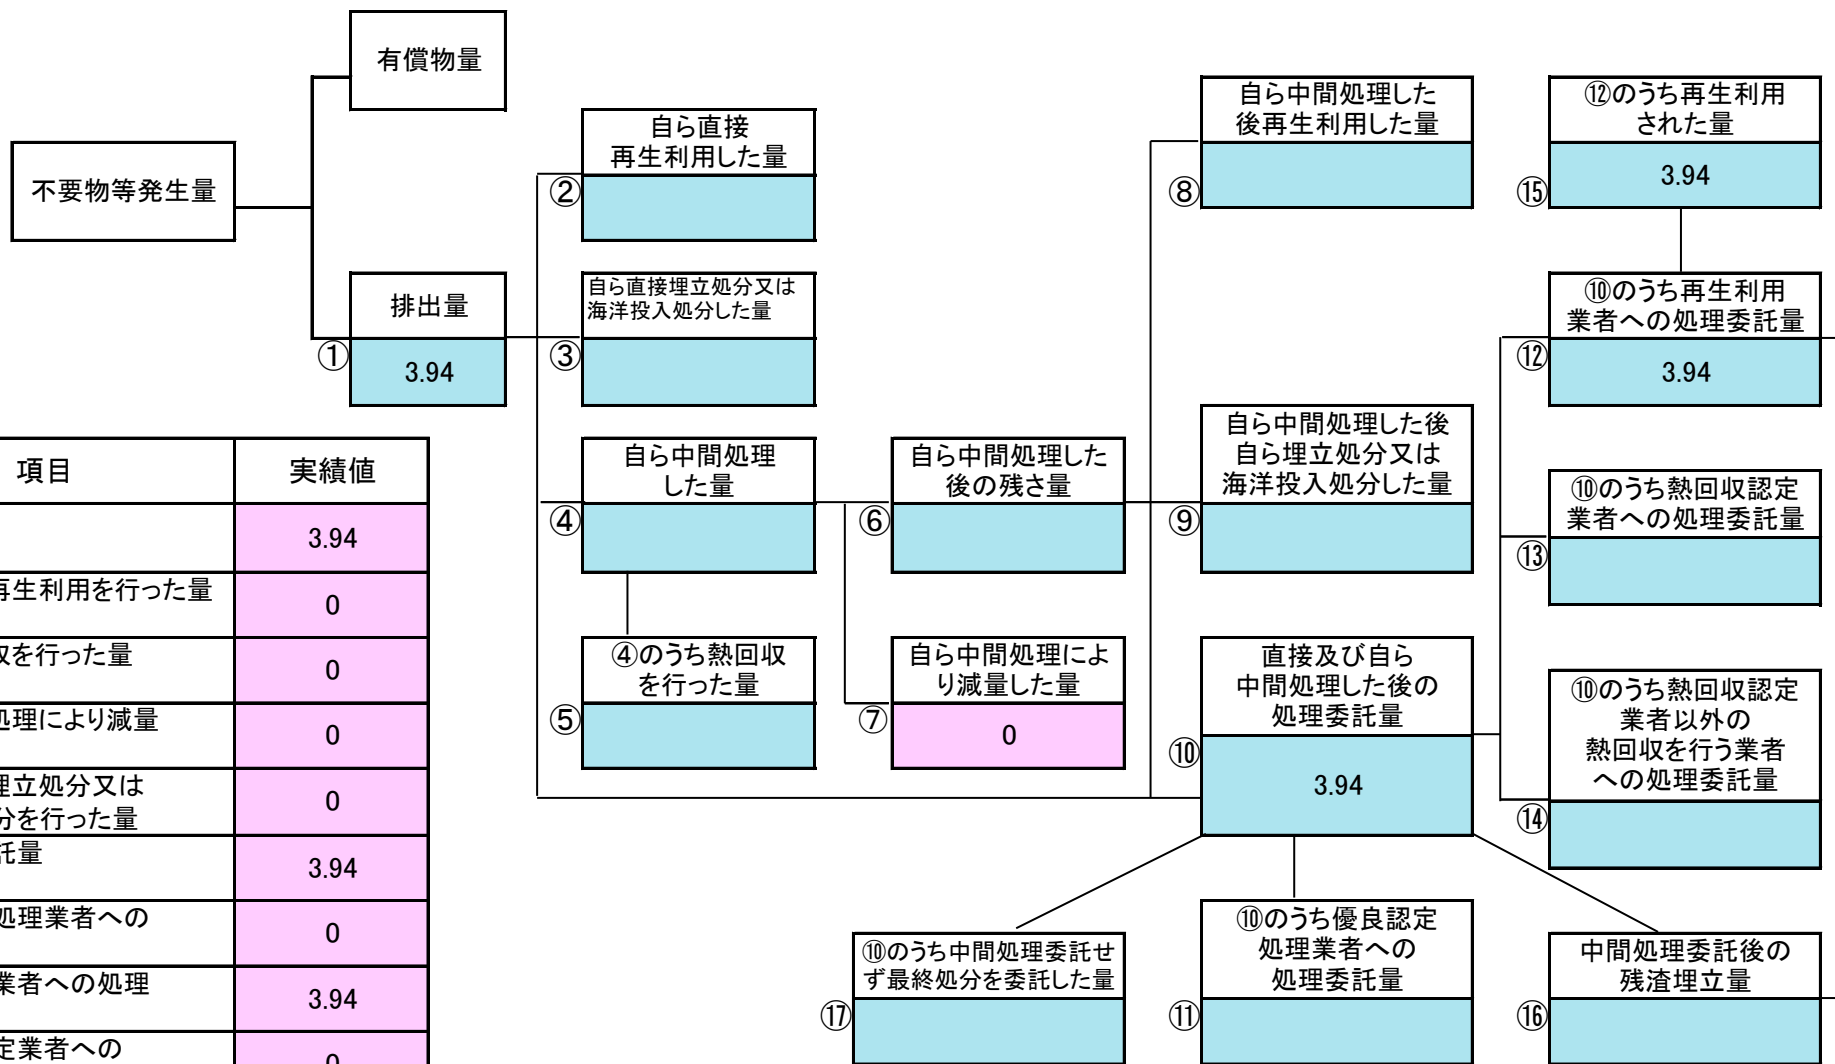 有償物量
不要物等発生量
排出量
①
3.94
自ら直接
再生利用した量
②
自ら直接埋立処分又は
海洋投入処分した量
③
自ら中間処理
した量
④
④のうち熱回収
を行った量
⑤
自ら中間処理した
後の残さ量
⑥
自ら中間処理によ
り減量した量
⑦
0
自ら中間処理した
後再生利用した量
⑧
自ら中間処理した後
自ら埋立処分又は
海洋投入処分した量
⑨
直接及び自ら
中間処理した後の
処理委託量
⑩
3.94
⑩のうち優良認定
処理業者への
処理委託量
⑪
⑫のうち再生利用
された量
⑮
3.94
⑩のうち再生利用
業者への処理委託量
⑫
3.94
⑩のうち熱回収認定
業者への処理委託量
⑬
⑩のうち熱回収認定
業者以外の
熱回収を行う業者
への処理委託量
⑭
中間処理委託後の
残渣埋立量
⑯
⑩のうち中間処理委託せ
ず最終処分を委託した量
⑰
項目 実績値
3.94
再生利用を行った量
0
を行った量
0
処理により減量
0
埋立処分又は
分を行った量
0
託量
3.94
処理業者への
0
業者への処理
3.94
定業者への
0